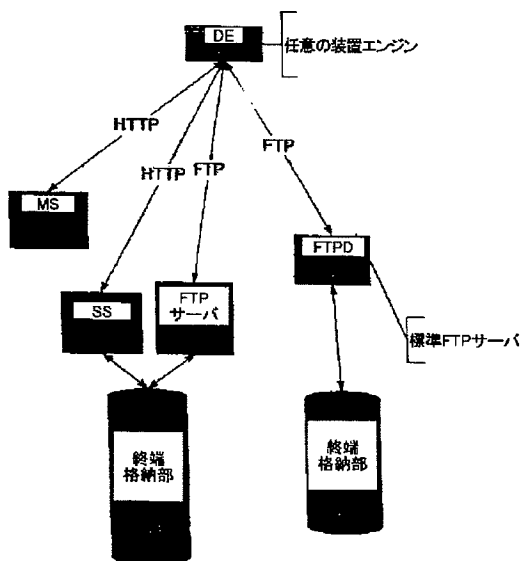 DE
任意の装置エンジン
HTTP
HTTP
FTP
FTP
MS
FTPD
SS
FTP
サーバ
標準FTPサーバ
終端
格納部
終端
格納部